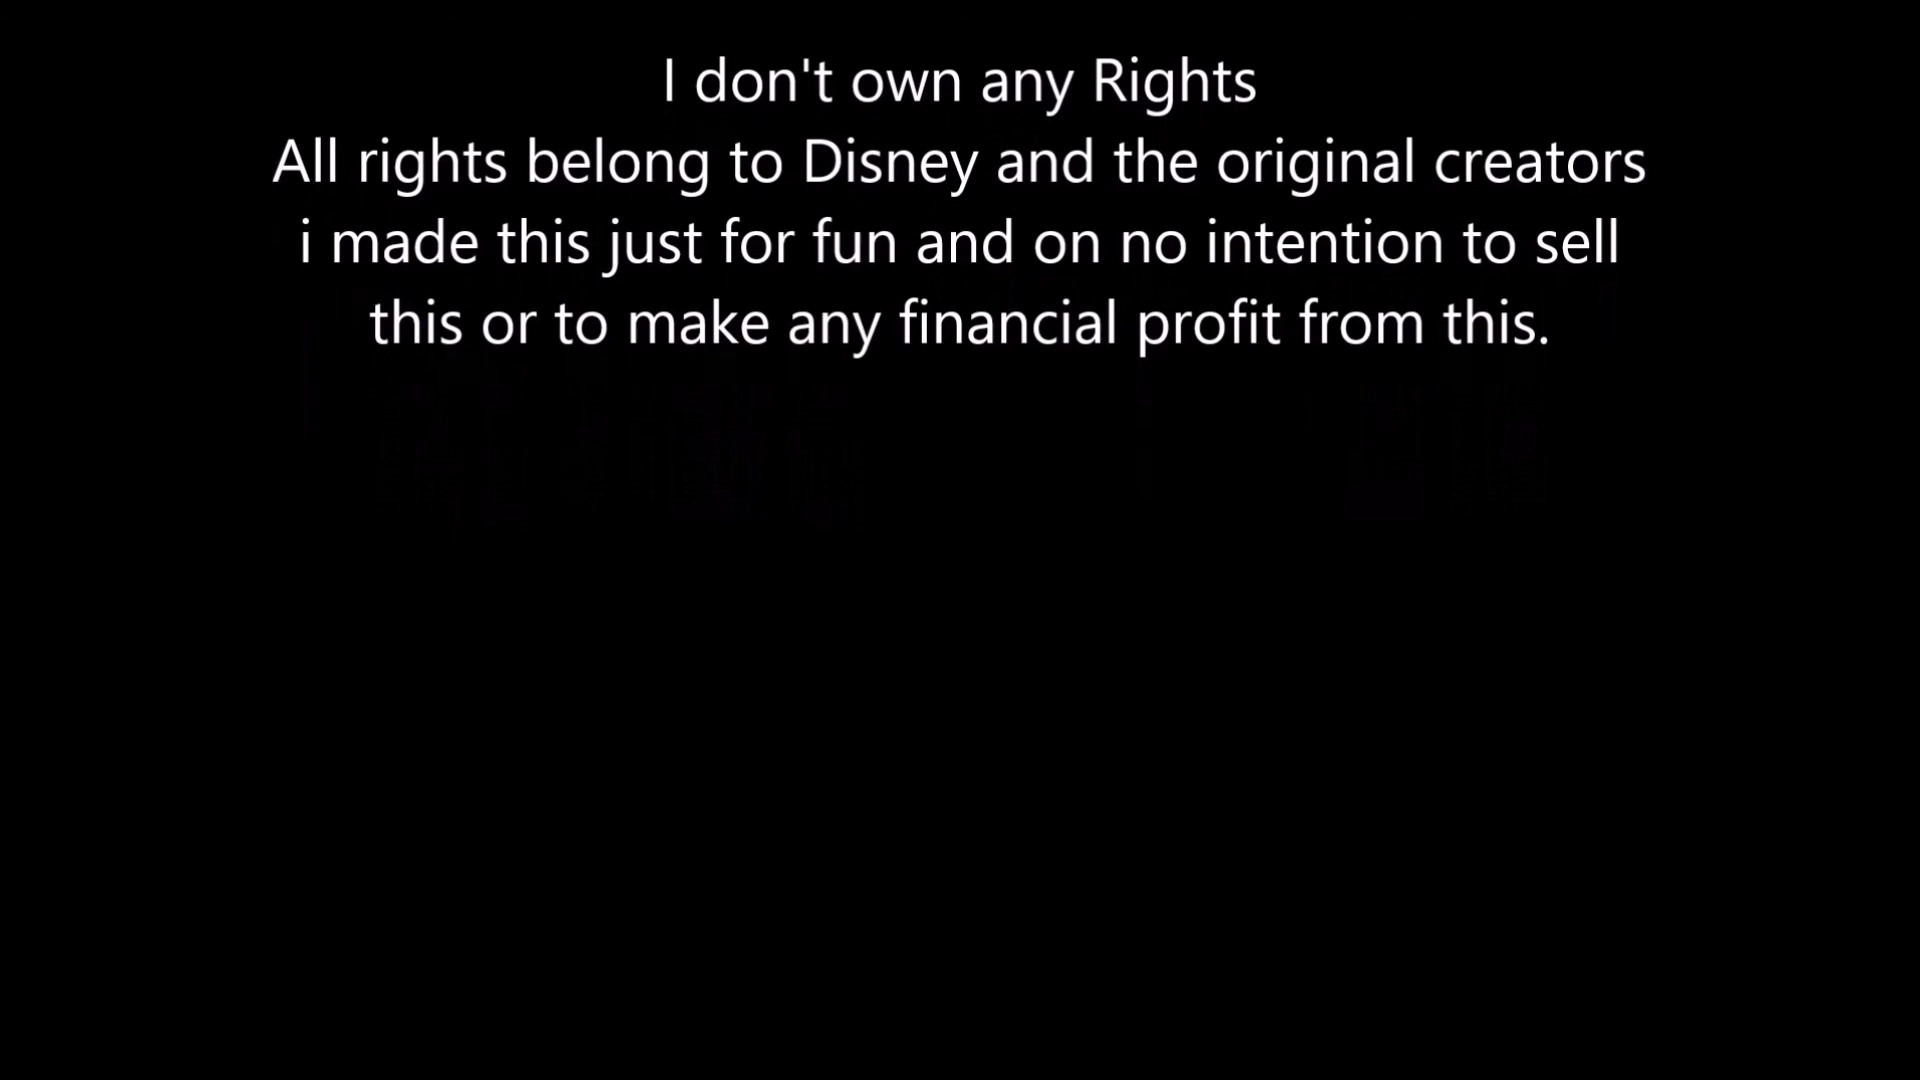 I don't own any Rights
All rights belong to Disney and the original creators
i made this just for fun and on no intention to sell
this or to make any financial profit from this.